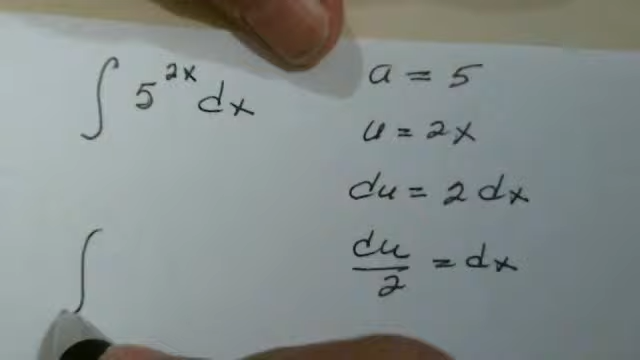 ∫ 5^{2x} dx
a = 5
u = 2x
du = 2 dx
du/2 = dx
∫